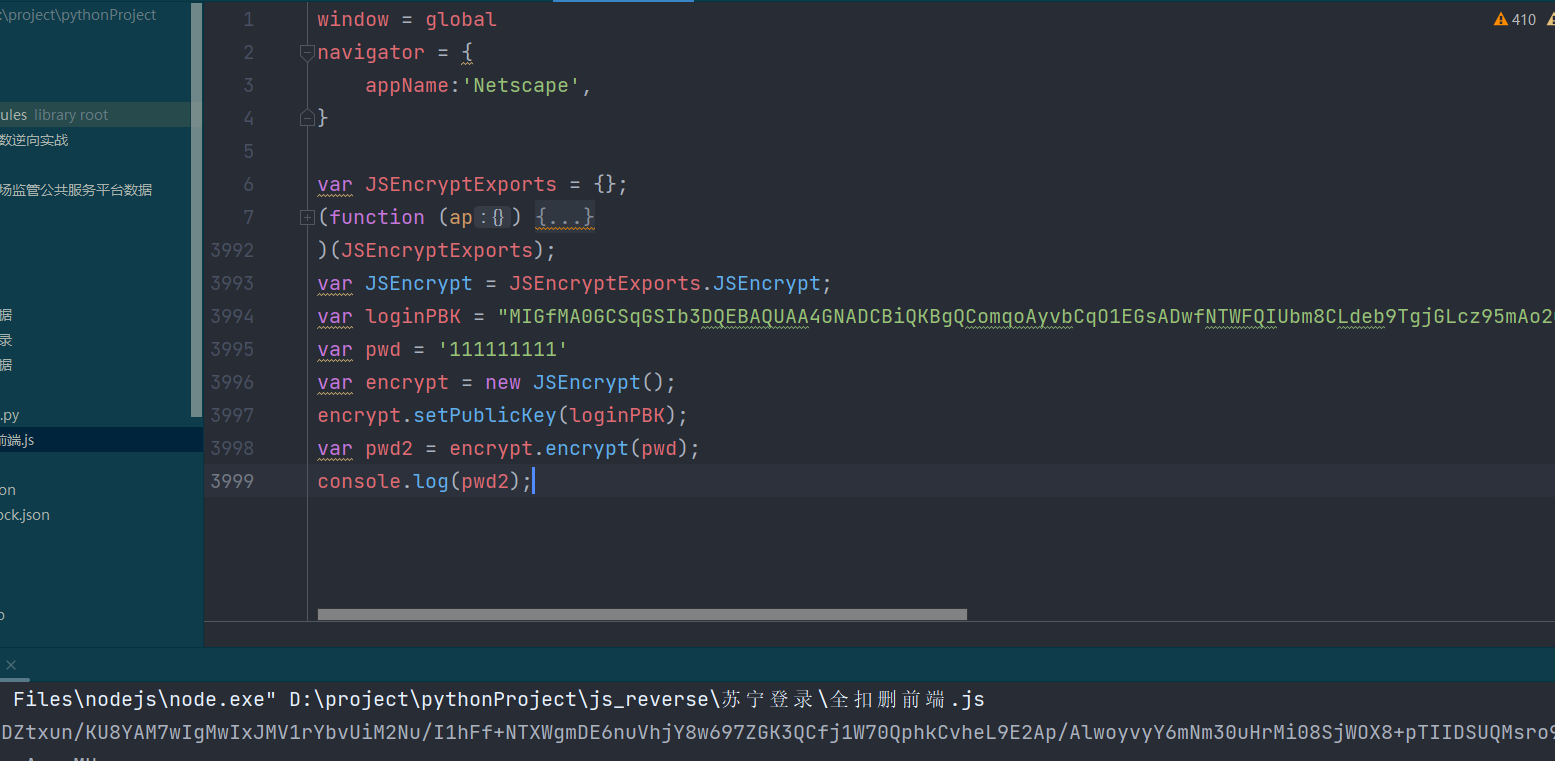 :\project\pythonProject
ules library root
数逆向实战
场监管公共服务平台数据
据
录
据
.py
前端.js
on
ock.json
410
1 window = global
2 navigator = {
3 appName:'Netscape',
4 }
5
6 var JSEncryptExports = {};
7 (function (ap : {}) {...}
3992 )(JSEncryptExports);
3993 var JSEncrypt = JSEncryptExports.JSEncrypt;
3994 var loginPBK = "MIGfMA0GCSqGSIb3DQEBAQUAA4GNADCBiQKBgQComqoAyvbCqO1EGsADwfNTWFQIUbm8CLdeb9TgjGLcz95mAo2
3995 var pwd = '111111111'
3996 var encrypt = new JSEncrypt();
3997 encrypt.setPublicKey(loginPBK);
3998 var pwd2 = encrypt.encrypt(pwd);
3999 console.log(pwd2);
Files\nodejs\node.exe" D:\project\pythonProject\js_reverse\苏宁登录\全扣删前端.js
DZtxun/KU8YAM7wIgMwIxJMV1rYbvUiM2Nu/I1hFf+NTXWgmDE6nuVhjY8w697ZGK3QCfj1W70QphkCvheL9E2Ap/AlwoyvyY6mNm30uHrMi08SjWOX8+pTIIDSUQMsro9